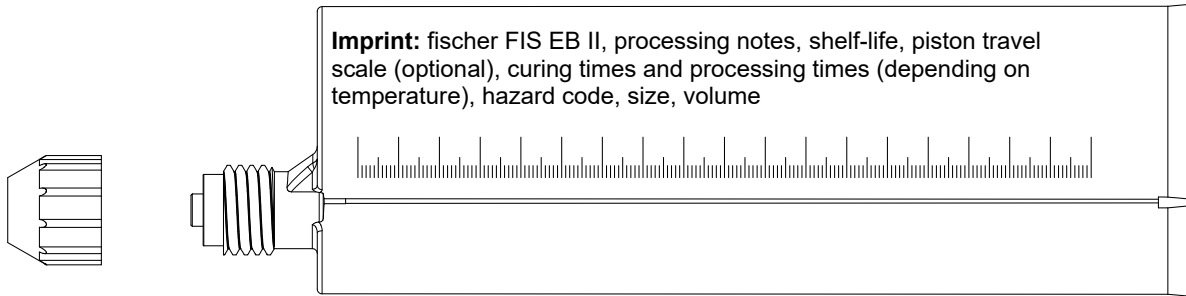 Imprint: fischer FIS EB II, processing notes, shelf-life, piston travel
scale (optional), curing times and processing times (depending on
temperature), hazard code, size, volume